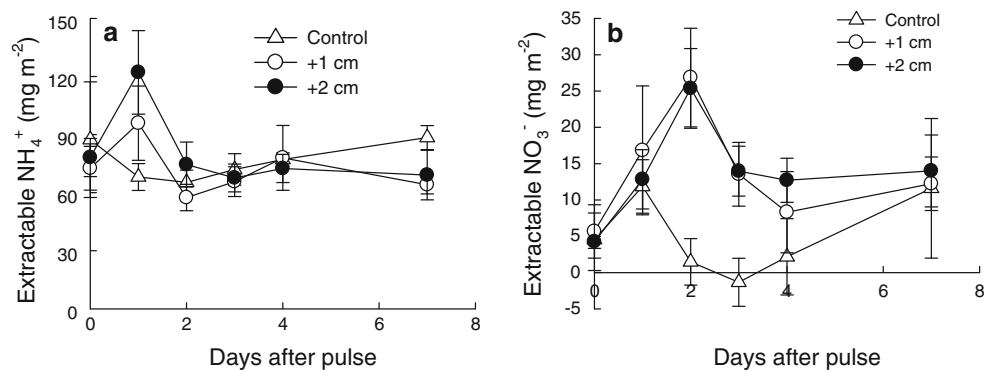 a
Control
+1 cm
+2 cm
Extractable NH₄⁺ (mg m⁻²)
150
120
90
60
30
0
0
2
4
6
8
Days after pulse
b
Control
+1 cm
+2 cm
Extractable NO₃⁻ (mg m⁻²)
35
30
25
20
15
10
5
0
-5
0
2
4
6
8
Days after pulse